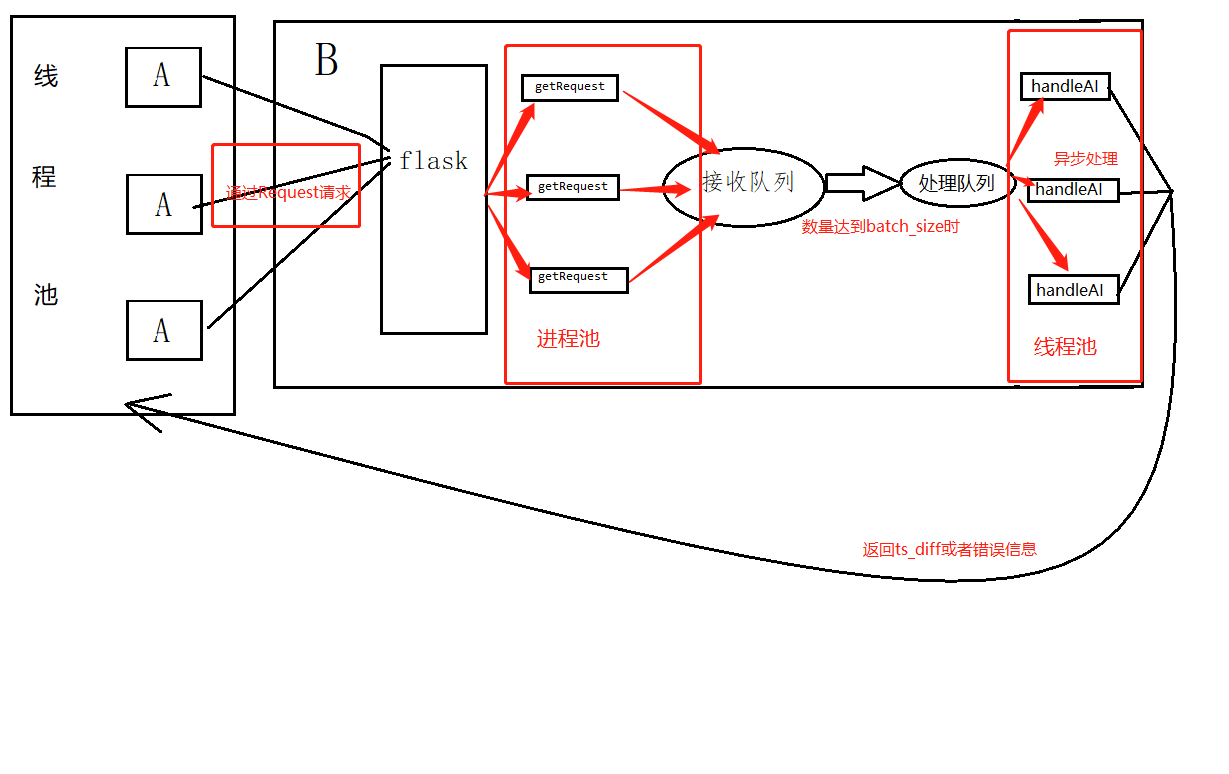 线
程
池
A
A
A
通过Request请求
B
flask
getRequest
getRequest
getRequest
进程池
接收队列
数量达到batch_size时
处理队列
handleAI
异步处理
handleAI
handleAI
线程池
返回ts_diff或者错误信息